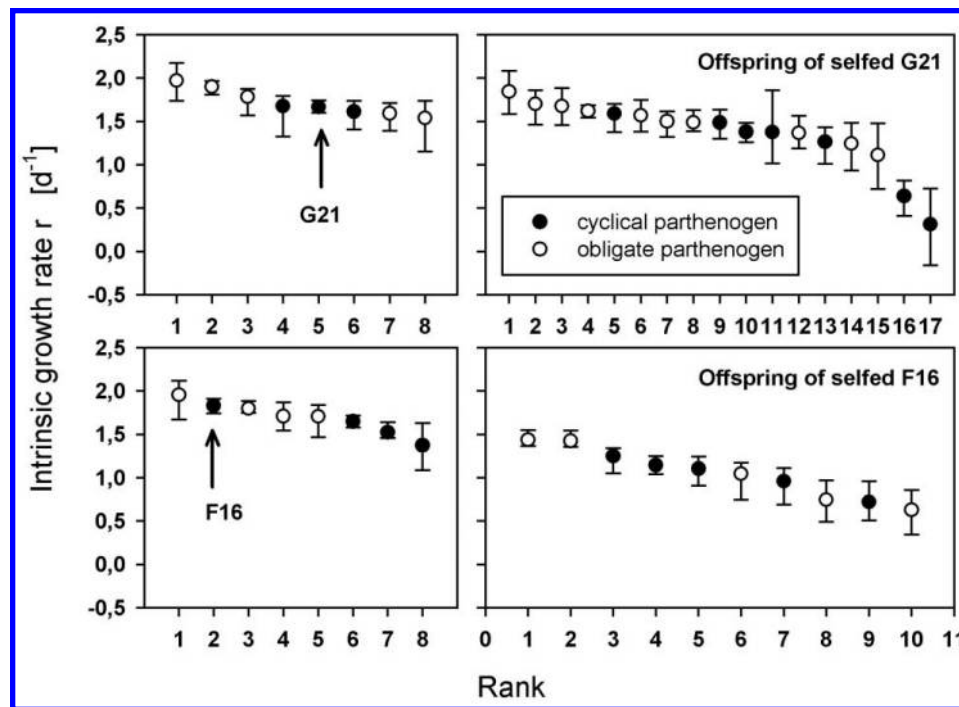 Intrinsic growth rate r [d⁻¹]
2,5
2,0
1,5
1,0
0,5
0,0
-0,5
G21
1 2 3 4 5 6 7 8
Offspring of selfed G21
cyclical parthenogen
obligate parthenogen
1 2 3 4 5 6 7 8 9 10 11 12 13 14 15 16 17
2,5
2,0
1,5
1,0
0,5
0,0
-0,5
F16
1 2 3 4 5 6 7 8
Offspring of selfed F16
0 1 2 3 4 5 6 7 8 9 10 11
Rank